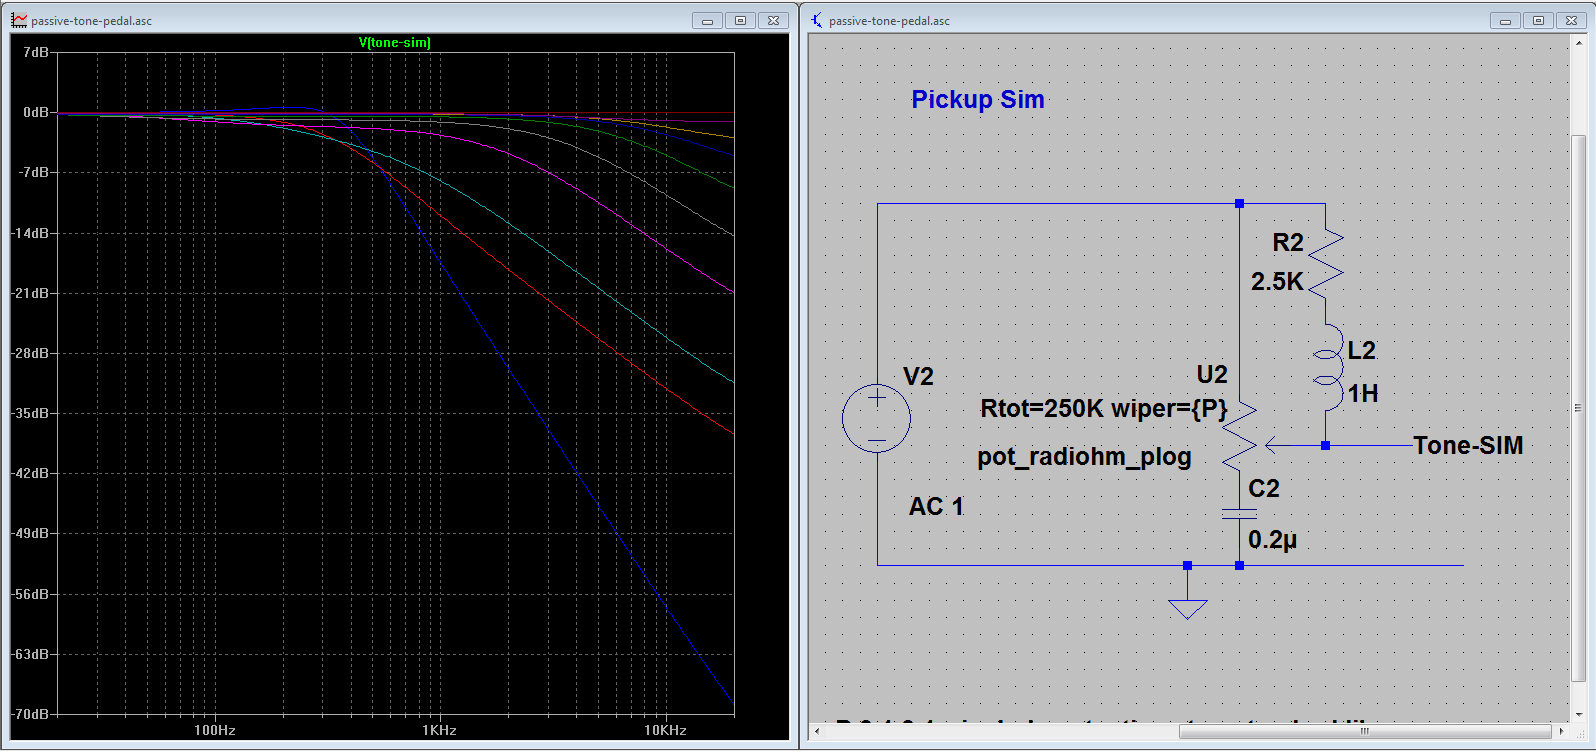 passive-tone-pedal.asc
V(tone-sim)
7dB
0dB
-7dB
-14dB
-21dB
-28dB
-35dB
-42dB
-49dB
-56dB
-63dB
-70dB
100Hz
1KHz
10KHz
passive-tone-pedal.asc
Pickup Sim
R2
2.5K
L2
1H
V2
U2
Rtot=250K wiper={P}
pot_radiohm_plog
Tone-SIM
C2
0.2µ
AC 1